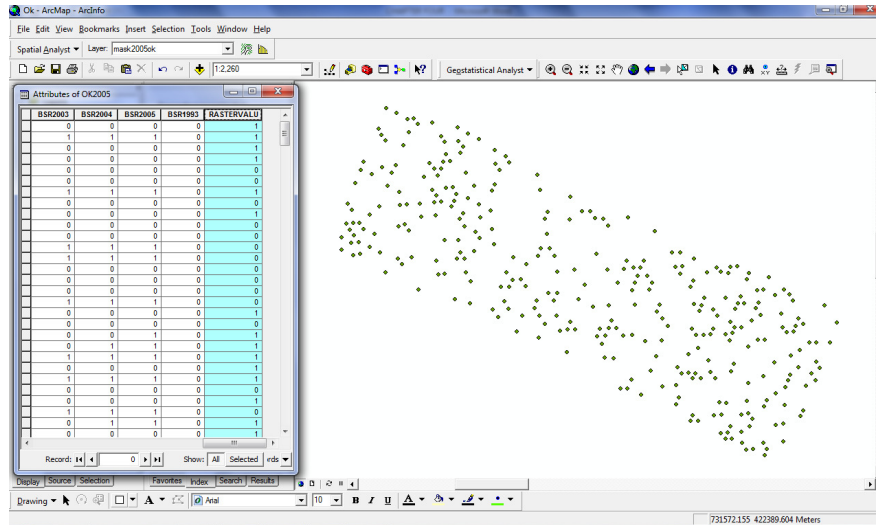 Ok - ArcMap - ArcInfo
File Edit View Bookmarks Insert Selection Tools Window Help
Spatial Analyst Layer: mask2005ok
1:2,260 Geostatistical Analyst
Attributes of OK2005
BSR2003 BSR2004 BSR2005 BSR1993 RASTERVALU
0 0 0 0 1
1 1 1 0 1
0 0 0 0 1
0 0 0 0 1
0 0 0 0 0
0 0 0 0 0
1 1 1 0 1
0 0 0 0 0
0 0 0 0 1
0 0 0 0 0
0 0 0 0 0
1 1 1 0 0
1 1 1 0 1
0 0 0 0 0
0 0 0 0 0
0 0 0 0 0
1 1 1 0 0
0 0 0 0 1
0 0 0 0 0
0 0 1 0 1
0 1 1 0 1
1 1 1 0 1
0 0 0 0 1
1 1 1 0 1
0 0 0 0 0
0 0 0 0 1
1 1 1 0 0
0 1 1 0 1
0 0 0 0 1
Record: 0 Show: All Selected rds
Display Source Selection Favorites Index Search Results
Drawing A Arial 10 B I U A
731572.155 422389.604 Meters